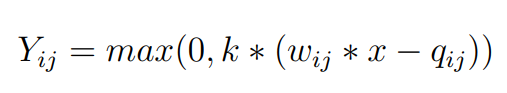 Y_{ij} = max(0, k * (w_{ij} * x − q_{ij}))